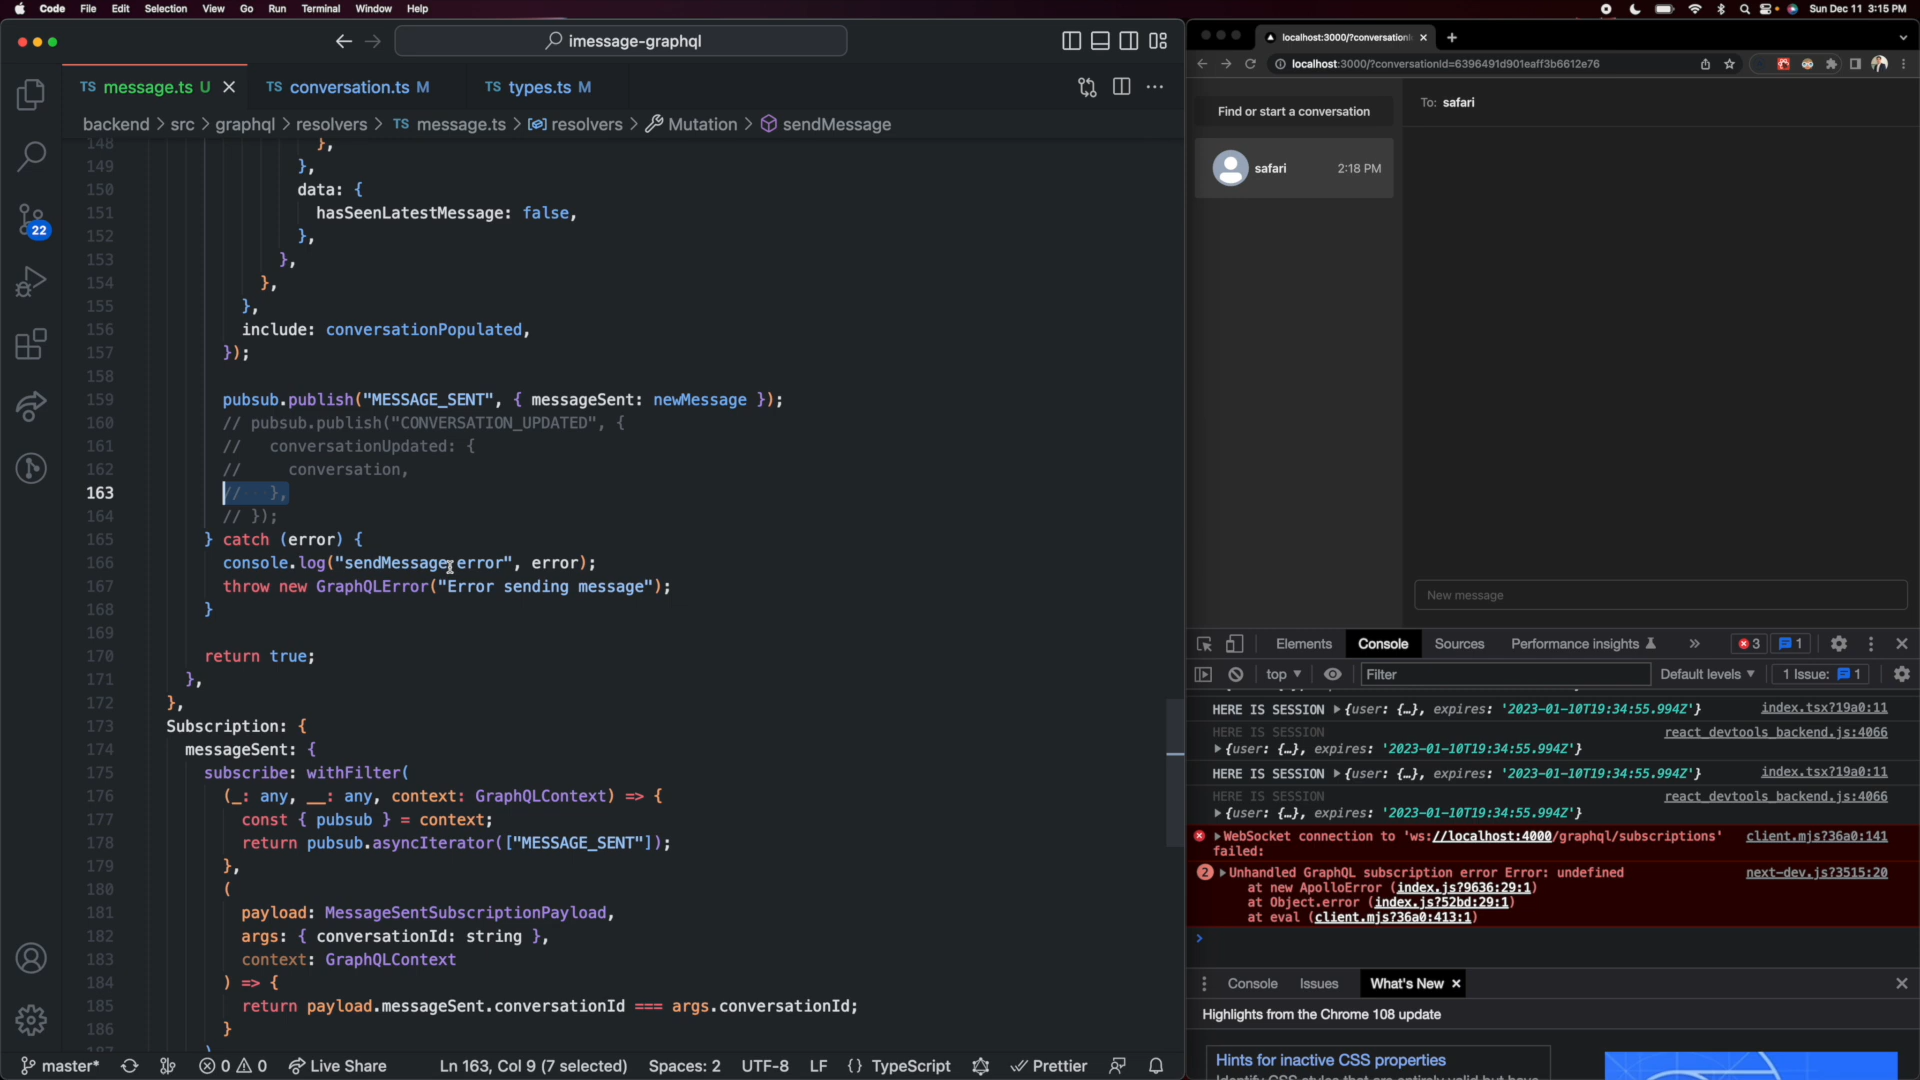 Code File Edit Selection View Go Run Terminal Window Help
Sun Dec 11 3:15 PM
imessage-graphql
TS message.ts U
TS conversation.ts M
TS types.ts M
backend > src > graphql > resolvers > TS message.ts > resolvers > Mutation > sendMessage
22
148 },
149 },
150 data: {
151 hasSeenLatestMessage: false,
152 },
153 },
154 },
155 },
156 include: conversationPopulated,
157 });
158
159 pubsub.publish("MESSAGE_SENT", { messageSent: newMessage });
160 // pubsub.publish("CONVERSATION_UPDATED", {
161 //   conversationUpdated: {
162 //     conversation,
163 //   },
164 // });
165 } catch (error) {
166 console.log("sendMessage error", error);
167 throw new GraphQLError("Error sending message");
168 }
169
170 return true;
171 },
172 },
173 Subscription: {
174 messageSent: {
175 subscribe: withFilter(
176 (_: any, __: any, context: GraphQLContext) => {
177 const { pubsub } = context;
178 return pubsub.asyncIterator(["MESSAGE_SENT"]);
179 },
180 (
181 payload: MessageSentSubscriptionPayload,
182 args: { conversationId: string },
183 context: GraphQLContext
184 ) => {
185 return payload.messageSent.conversationId === args.conversationId;
186 }
master* 0 0 Live Share Ln 163, Col 9 (7 selected) Spaces: 2 UTF-8 LF {} TypeScript Prettier
localhost:3000/?conversationI
localhost:3000/?conversationId=6396491d901eaff3b6612e76
Find or start a conversation
To: safari
safari 2:18 PM
New message
Elements Console Sources Performance insights » 3 1
top Filter Default levels 1 Issue: 1
HERE IS SESSION {user: {…}, expires: '2023-01-10T19:34:55.994Z'} index.tsx?19a0:11
HERE IS SESSION react_devtools_backend.js:4066
{user: {…}, expires: '2023-01-10T19:34:55.994Z'}
HERE IS SESSION {user: {…}, expires: '2023-01-10T19:34:55.994Z'} index.tsx?19a0:11
HERE IS SESSION react_devtools_backend.js:4066
{user: {…}, expires: '2023-01-10T19:34:55.994Z'}
WebSocket connection to 'ws://localhost:4000/graphql/subscriptions' client.mjs?36a0:141
failed:
2 Unhandled GraphQL subscription error Error: undefined next-dev.js?3515:20
at new ApolloError (index.js?9636:29:1)
at Object.error (index.js?52bd:29:1)
at eval (client.mjs?36a0:413:1)
Console Issues What's New
Highlights from the Chrome 108 update
Hints for inactive CSS properties